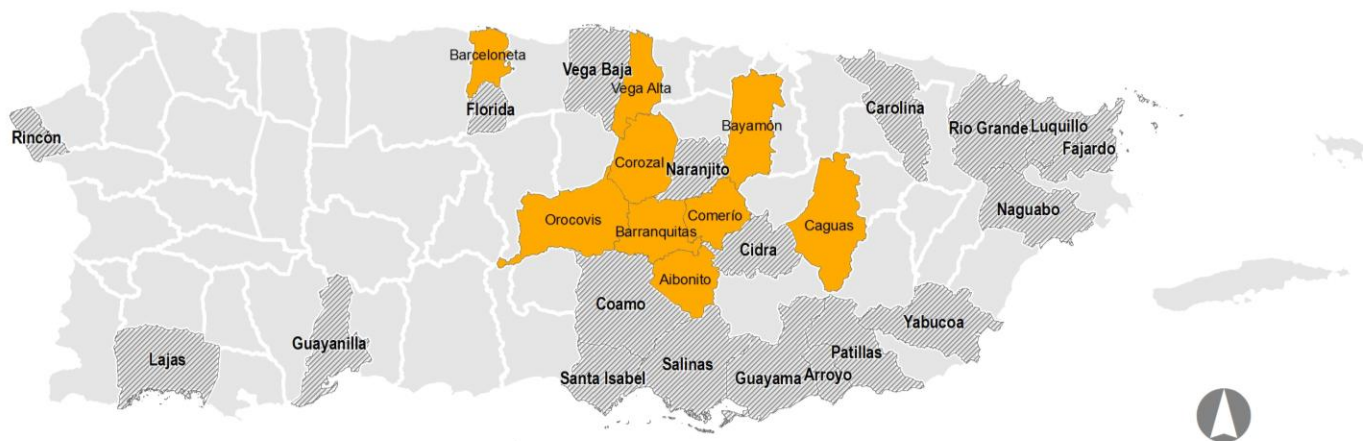 Barceloneta
Vega Baja
Vega Alta
Florida
Rincón
Bayamón
Carolina
Rio Grande
Luquillo
Fajardo
Corozal
Naranjito
Naguabo
Orocovis
Comerío
Barranquitas
Cidra
Caguas
Aibonito
Coamo
Yabucoa
Guayanilla
Lajas
Santa Isabel
Salinas
Guayama
Arroyo
Patillas